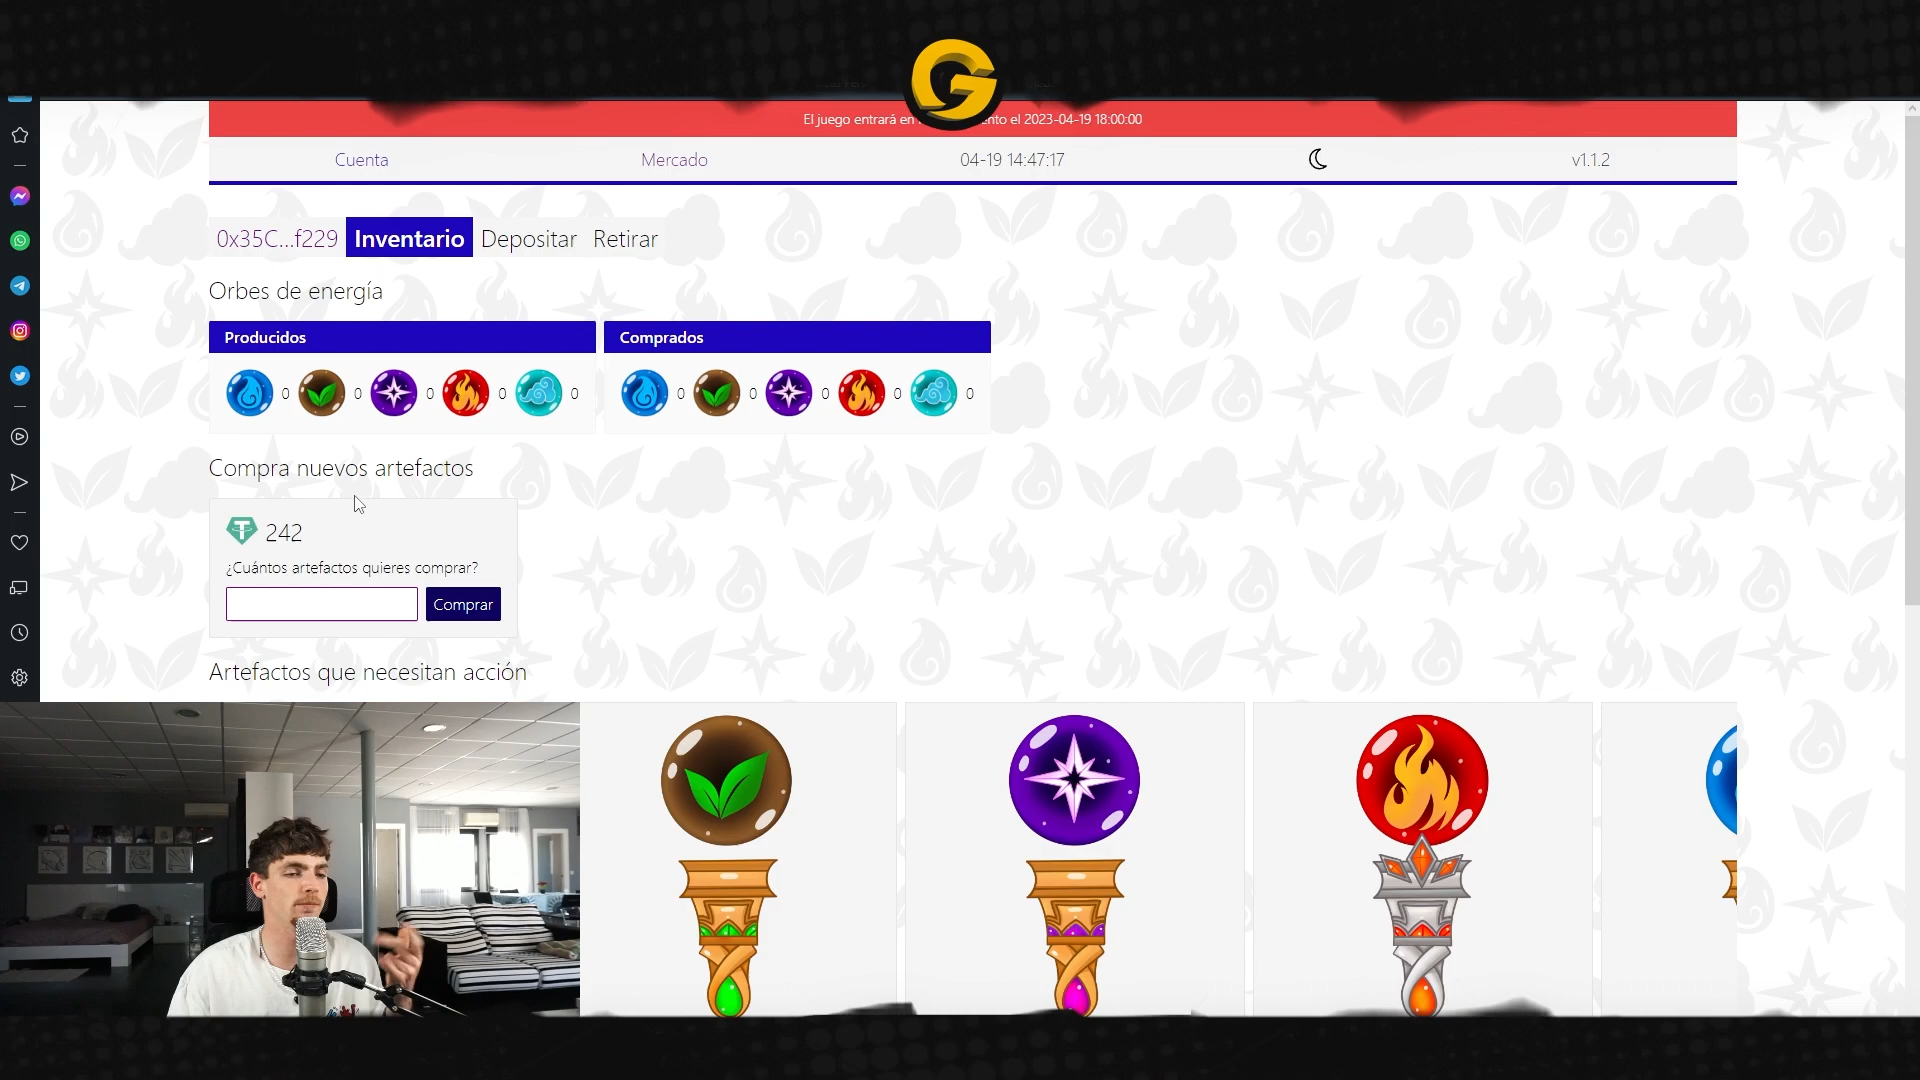 El juego entrará en
nto el 2023-04-19 18:00:00
Cuenta
Mercado
04-19 14:47:17
v1.1.2
0x35C...f229
Inventario
Depositar
Retirar
Orbes de energía
Producidos
0 0 0 0 0
Comprados
0 0 0 0 0
Compra nuevos artefactos
242
¿Cuántos artefactos quieres comprar?
Comprar
Artefactos que necesitan acción